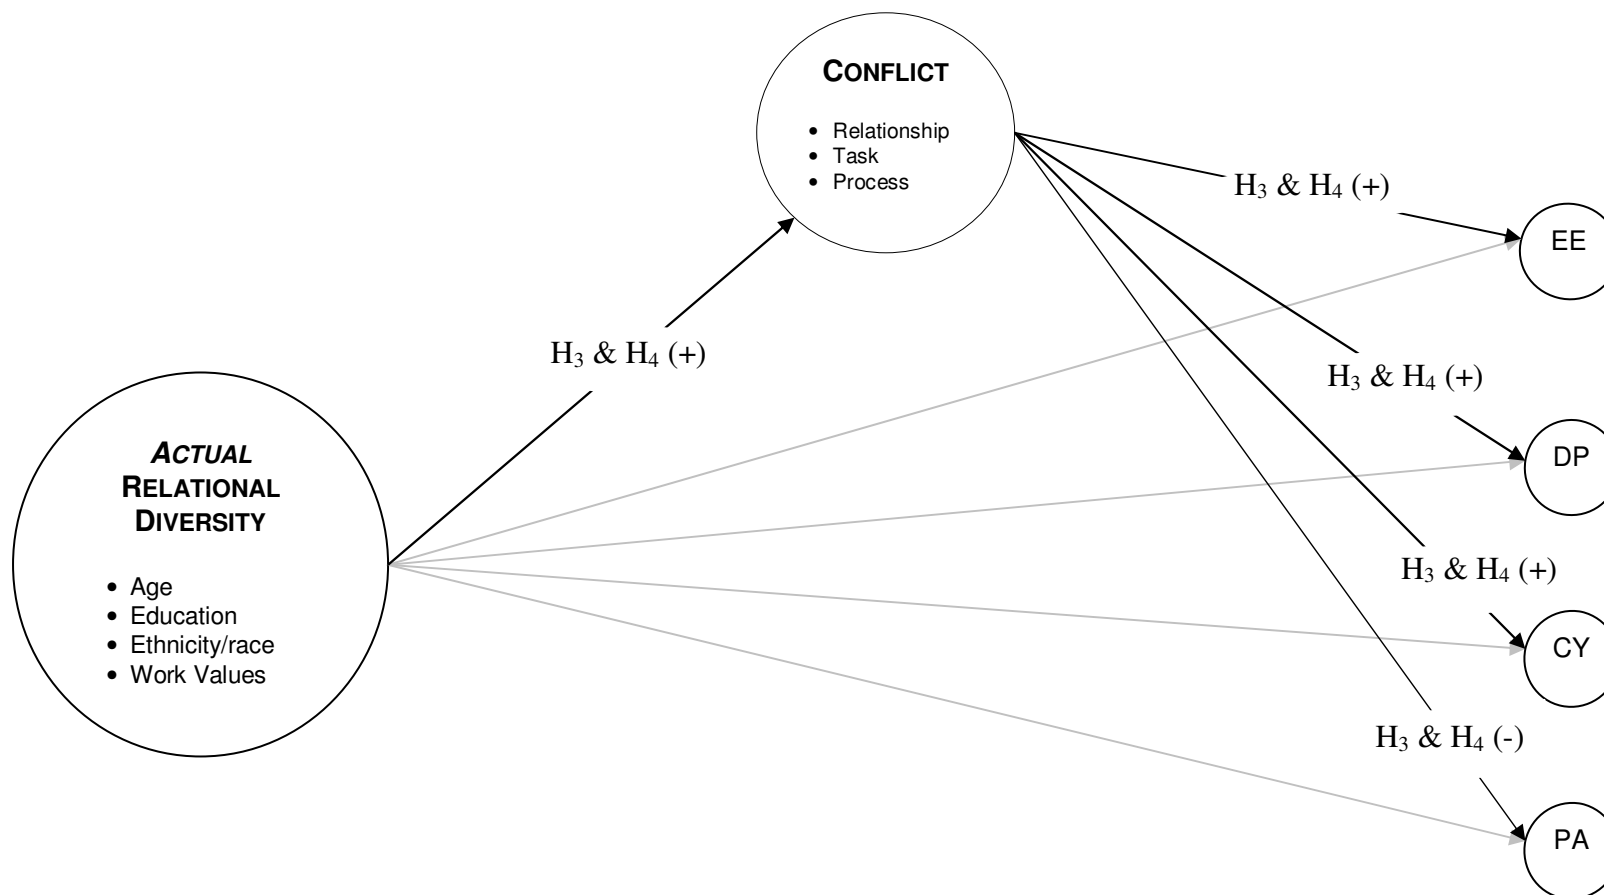 CONFLICT
• Relationship
• Task
• Process
H₃ & H₄ (+)
EE
H₃ & H₄ (+)
H₃ & H₄ (+)
ACTUAL
RELATIONAL
DIVERSITY
• Age
• Education
• Ethnicity/race
• Work Values
DP
H₃ & H₄ (+)
CY
H₃ & H₄ (-)
PA